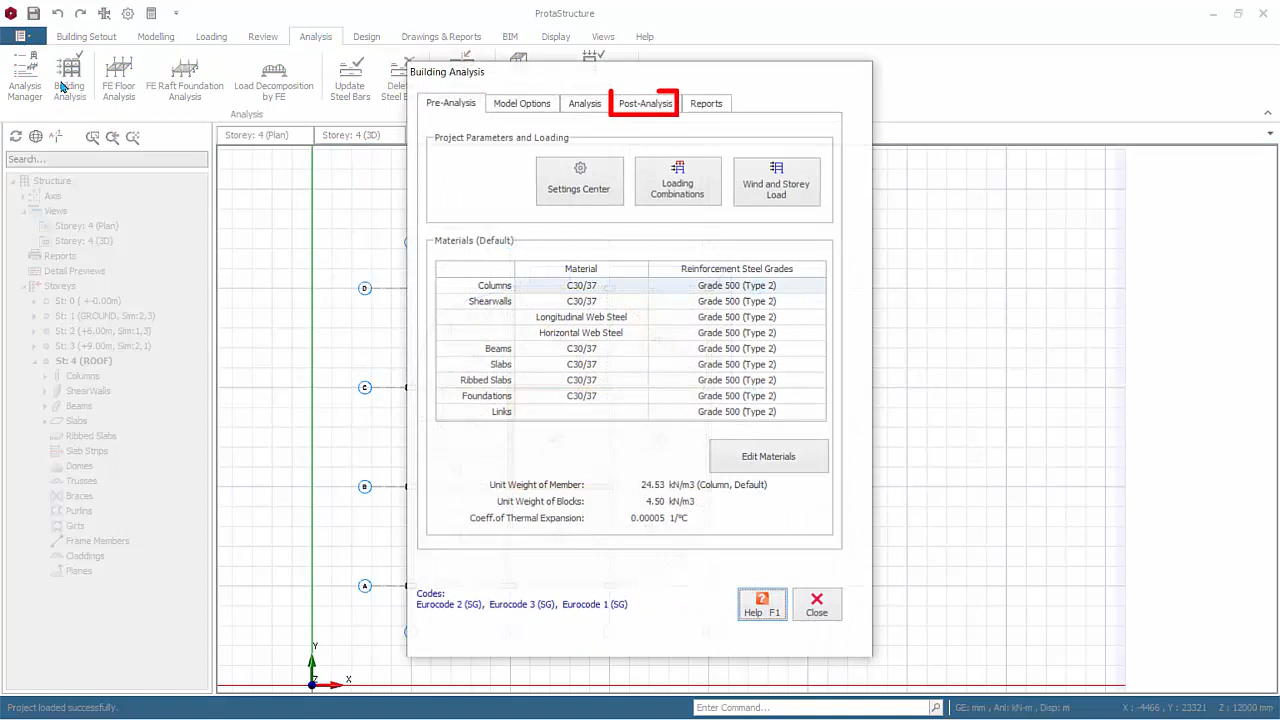 ProtaStructure
Building Setout Modelling Loading Review Analysis Design Drawings & Reports BIM Display Views Help
Analysis Manager
Building Analysis
FE Floor Analysis
FE Raft Foundation Analysis
Load Decomposition by FE
Update Steel Bars
Steel B
Analysis
Storey: 4 (Plan) Storey: 4 (3D)
Search...
Structure
Axis
Views
Storey: 4 (Plan)
Storey: 4 (3D)
Reports
Detail Previews
Storeys
St: 0 ( +-0.00m)
St: 1 (GROUND, Sim:2,3)
St: 2 (+6.00m, Sim:1,3)
St: 3 (+9.00m, Sim:2,1)
St: 4 (ROOF)
Columns
ShearWalls
Beams
Slabs
Ribbed Slabs
Slab Strips
Domes
Trusses
Braces
Purlins
Girts
Frame Members
Claddings
Planes
D
C
B
A
Y
Z
X
Building Analysis
Pre-Analysis Model Options Analysis Post-Analysis Reports
Project Parameters and Loading
Settings Center
Loading Combinations
Wind and Storey Load
Materials (Default)
Material Reinforcement Steel Grades
Columns C30/37 Grade 500 (Type 2)
Shearwalls C30/37 Grade 500 (Type 2)
Longitudinal Web Steel Grade 500 (Type 2)
Horizontal Web Steel Grade 500 (Type 2)
Beams C30/37 Grade 500 (Type 2)
Slabs C30/37 Grade 500 (Type 2)
Ribbed Slabs C30/37 Grade 500 (Type 2)
Foundations C30/37 Grade 500 (Type 2)
Links Grade 500 (Type 2)
Edit Materials
Unit Weight of Member: 24.53 kN/m3 (Column, Default)
Unit Weight of Blocks: 4.50 kN/m3
Coeff.of Thermal Expansion: 0.00005 1/°C
Codes:
Eurocode 2 (SG), Eurocode 3 (SG), Eurocode 1 (SG)
Help F1
Close
Project loaded successfully.
Enter Command...
GE: mm , Anl: kN-m , Disp: m
X : -4466 , Y : 23321 Z : 12000 mm